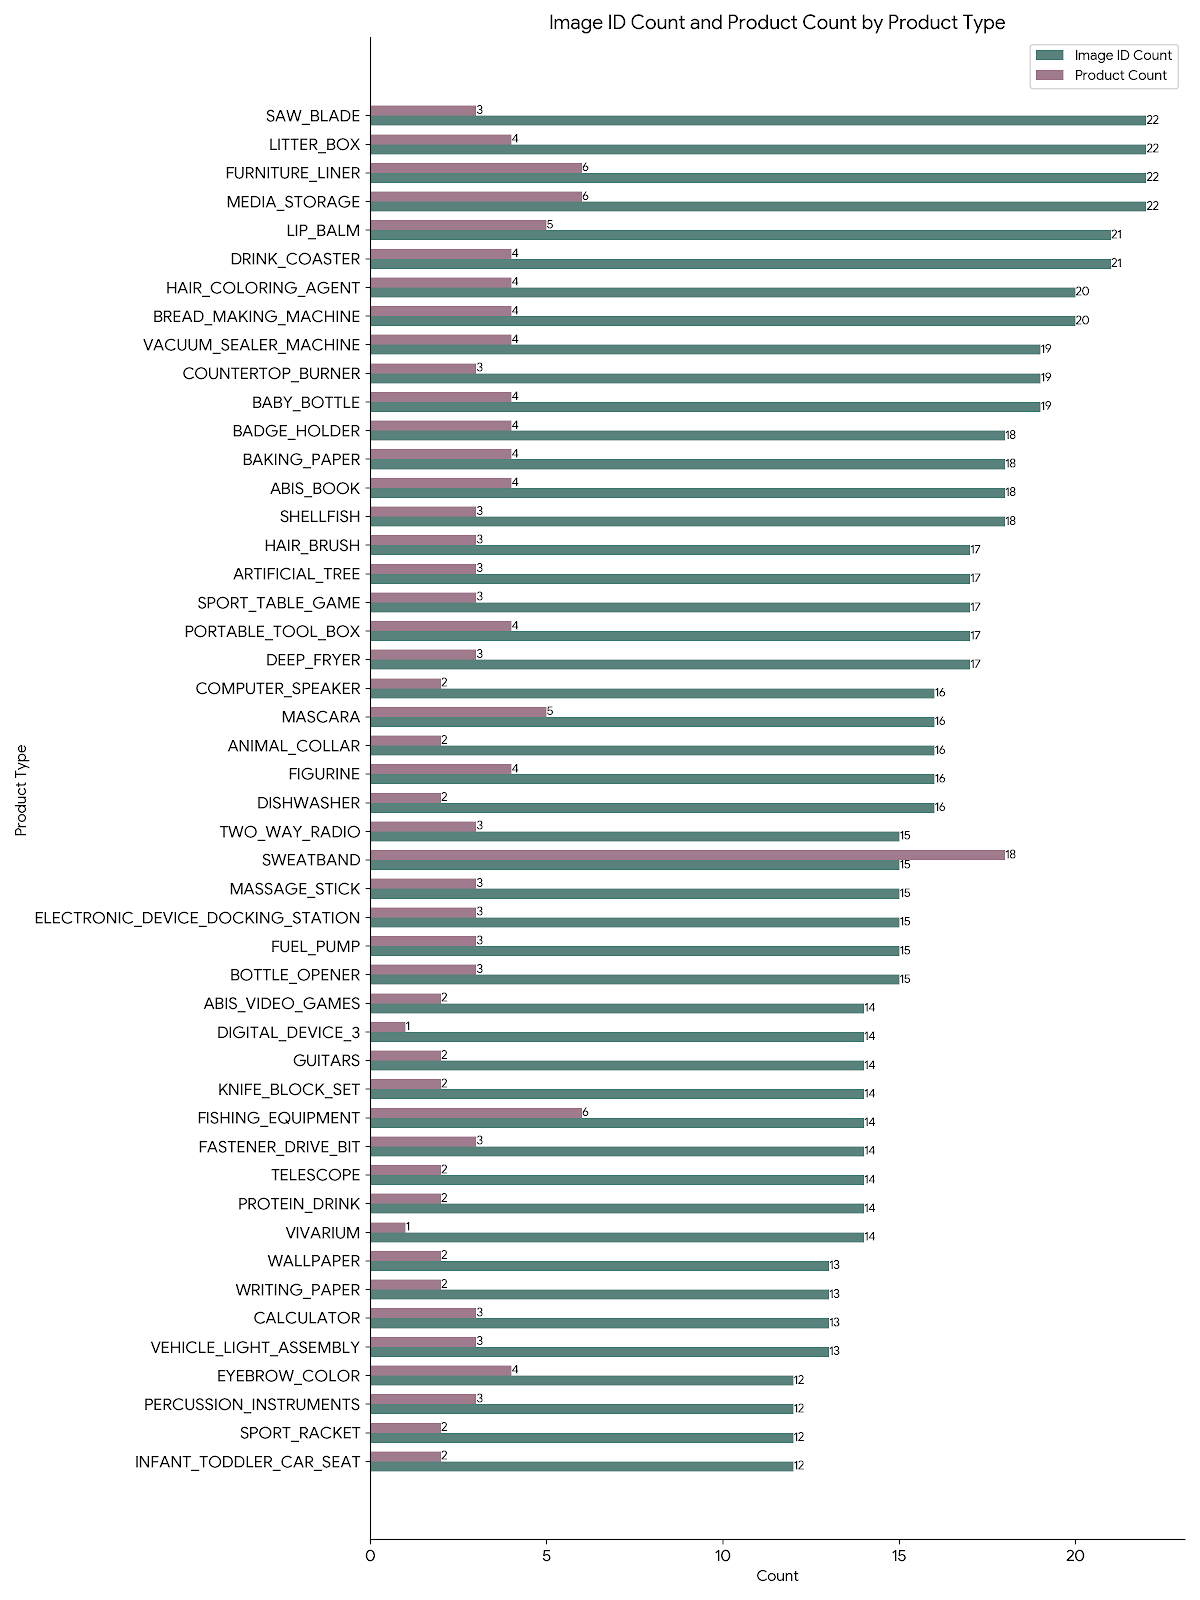 Image ID Count and Product Count by Product Type
Image ID Count
Product Count
SAW_BLADE 3 22
LITTER_BOX 4 22
FURNITURE_LINER 6 22
MEDIA_STORAGE 6 22
LIP_BALM 5 21
DRINK_COASTER 4 21
HAIR_COLORING_AGENT 4 20
BREAD_MAKING_MACHINE 4 20
VACUUM_SEALER_MACHINE 4 19
COUNTERTOP_BURNER 3 19
BABY_BOTTLE 4 19
BADGE_HOLDER 4 18
BAKING_PAPER 4 18
ABIS_BOOK 4 18
SHELLFISH 3 18
HAIR_BRUSH 3 17
ARTIFICIAL_TREE 3 17
SPORT_TABLE_GAME 3 17
PORTABLE_TOOL_BOX 4 17
DEEP_FRYER 3 17
COMPUTER_SPEAKER 2 16
MASCARA 5 16
ANIMAL_COLLAR 2 16
FIGURINE 4 16
DISHWASHER 2 16
TWO_WAY_RADIO 3 15
SWEATBAND 18 15
MASSAGE_STICK 3 15
ELECTRONIC_DEVICE_DOCKING_STATION 3 15
FUEL_PUMP 3 15
BOTTLE_OPENER 3 15
ABIS_VIDEO_GAMES 2 14
DIGITAL_DEVICE_3 1 14
GUITARS 2 14
KNIFE_BLOCK_SET 2 14
FISHING_EQUIPMENT 6 14
FASTENER_DRIVE_BIT 3 14
TELESCOPE 2 14
PROTEIN_DRINK 2 14
VIVARIUM 1 14
WALLPAPER 2 13
WRITING_PAPER 2 13
CALCULATOR 3 13
VEHICLE_LIGHT_ASSEMBLY 3 13
EYEBROW_COLOR 4 12
PERCUSSION_INSTRUMENTS 3 12
SPORT_RACKET 2 12
INFANT_TODDLER_CAR_SEAT 2 12
Product Type
0 5 10 15 20
Count